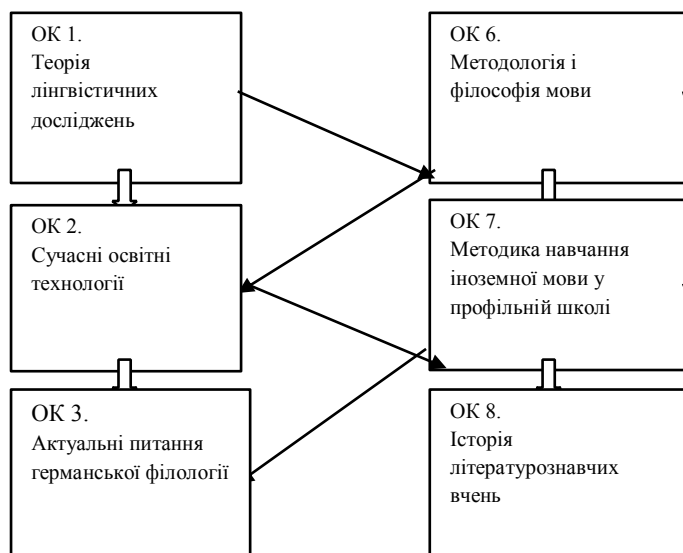 ОК 1.
Теорія
лінгвістичних
досліджень
ОК 2.
Сучасні освітні
технології
ОК 3.
Актуальні питання
германської філології
ОК 6.
Методологія і
філософія мови
ОК 7.
Методика навчання
іноземної мови у
профільній школі
ОК 8.
Історія
літературознавчих
вчень